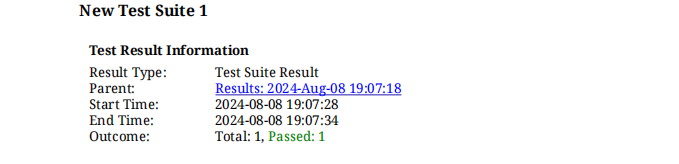 New Test Suite 1
Test Result Information
Result Type: Test Suite Result
Parent: Results: 2024-Aug-08 19:07:18
Start Time: 2024-08-08 19:07:28
End Time: 2024-08-08 19:07:34
Outcome: Total: 1, Passed: 1